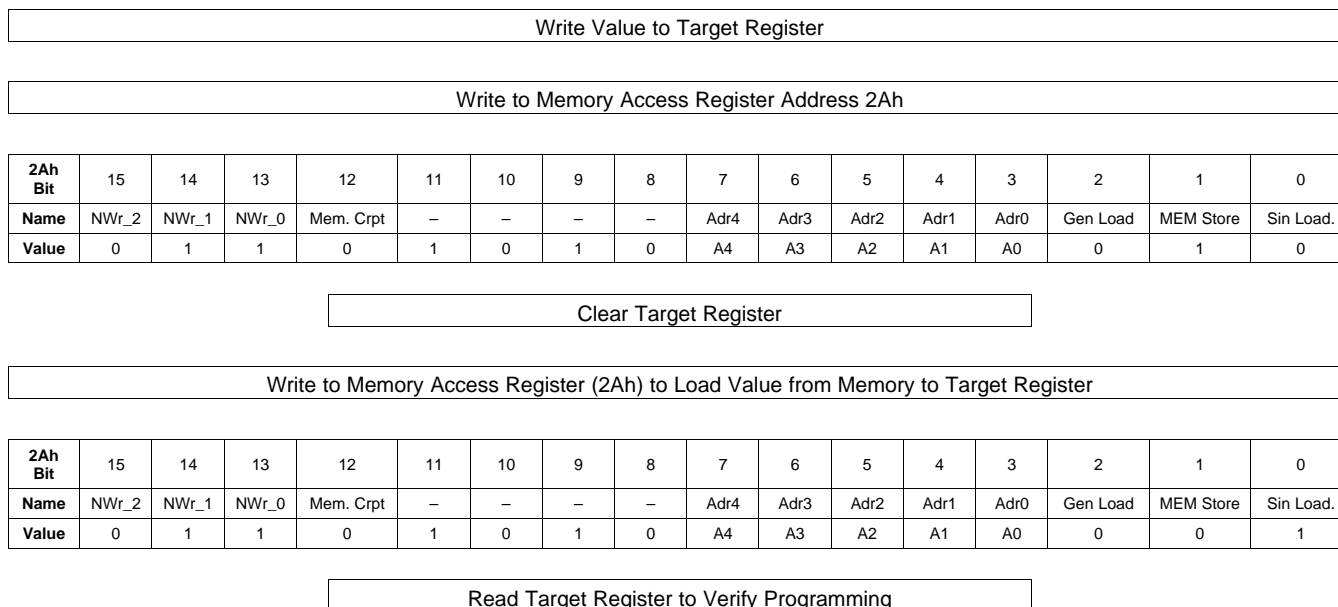 Write Value to Target Register
Write to Memory Access Register Address 2Ah
2Ah Bit 15 14 13 12 11 10 9 8 7 6 5 4 3 2 1 0
Name NWr_2 NWr_1 NWr_0 Mem. Crpt – – – – Adr4 Adr3 Adr2 Adr1 Adr0 Gen Load MEM Store Sin Load.
Value 0 1 1 0 1 0 1 0 A4 A3 A2 A1 A0 0 1 0
Clear Target Register
Write to Memory Access Register (2Ah) to Load Value from Memory to Target Register
2Ah Bit 15 14 13 12 11 10 9 8 7 6 5 4 3 2 1 0
Name NWr_2 NWr_1 NWr_0 Mem. Crpt – – – – Adr4 Adr3 Adr2 Adr1 Adr0 Gen Load MEM Store Sin Load.
Value 0 1 1 0 1 0 1 0 A4 A3 A2 A1 A0 0 0 1
Read Target Register to Verify Programming